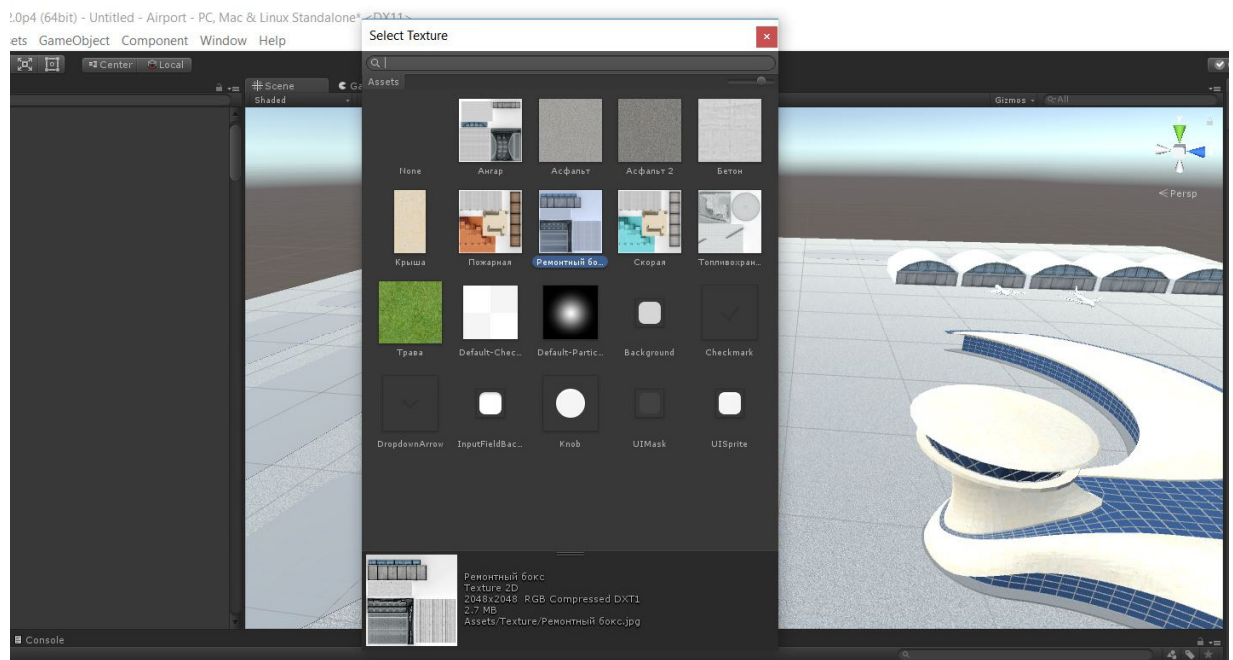 2.0p4 (64bit) - Untitled - Airport - PC, Mac & Linux Standalone* <DX11>
GameObject Component Window Help
Select Texture
Center Local
Assets
Scene
Shaded
Gizmos
All
None Ангар Асфальт Асфальт 2 Бетон
Persp
Крыша Пожарная Ремонтный бо... Скорая Топливохран...
Трава Default-Chec... Default-Partic... Background Checkmark
DropdownArrow InputFieldBac... Knob UIMask UISprite
Ремонтный бокс
Texture 2D
2048x2048 RGB Compressed DXT1
2.7 MB
Assets/Texture/Ремонтный бокс.jpg
Console